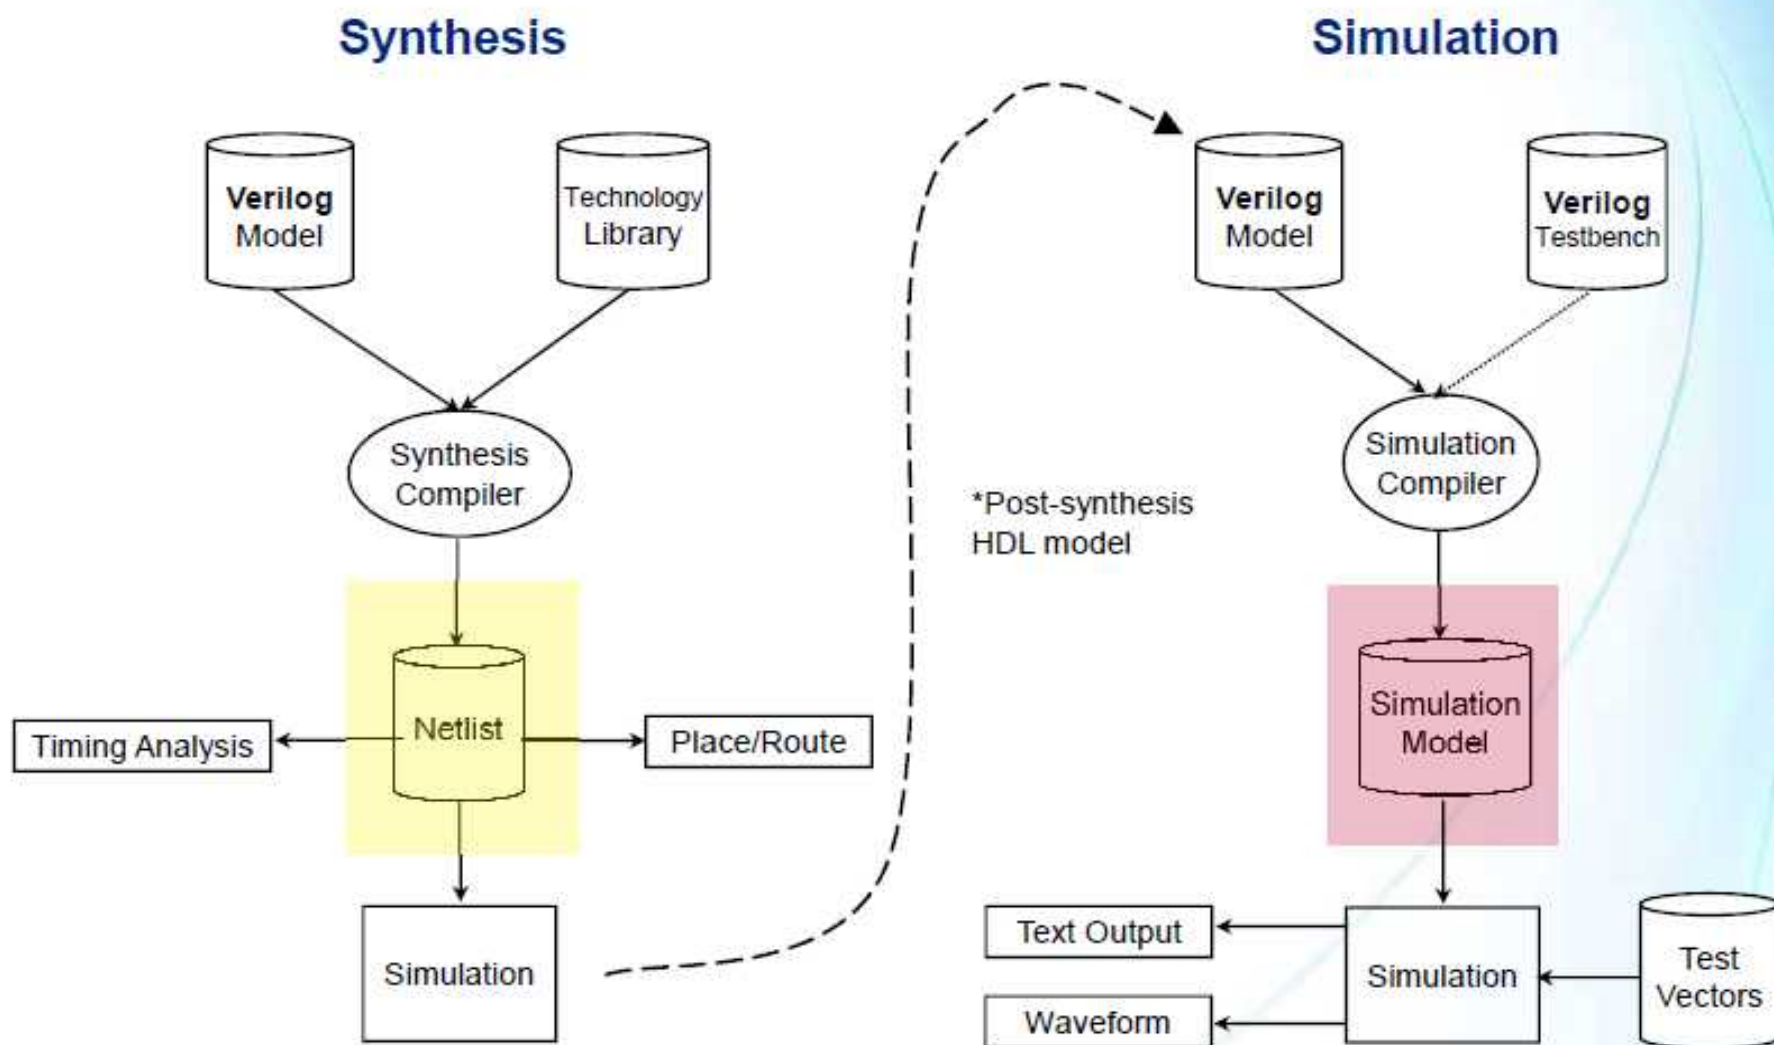 Synthesis
Simulation
Verilog
Model
Technology
Library
Verilog
Model
Verilog
Testbench
Synthesis
Compiler
Simulation
Compiler
*Post-synthesis
HDL model
Timing Analysis
Netlist
Place/Route
Simulation
Model
Simulation
Text Output
Waveform
Simulation
Test
Vectors